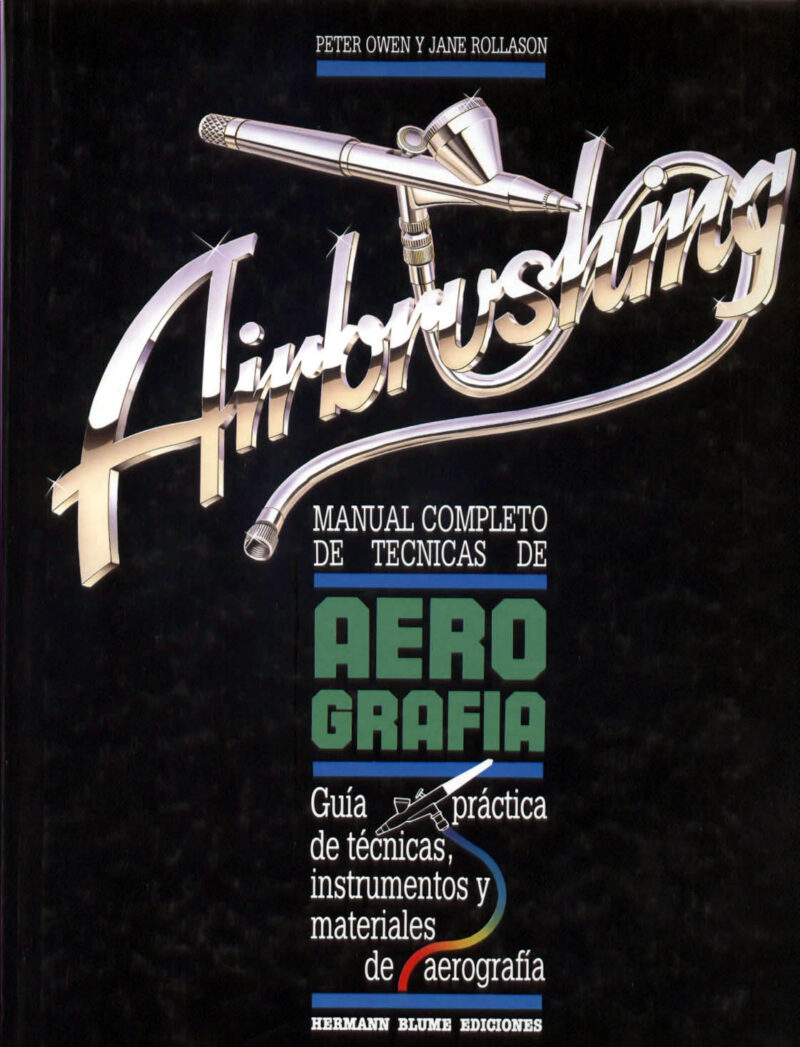 PETER OWEN Y JANE ROLLASON
Airbrushing
MANUAL COMPLETO
DE TECNICAS DE
AERO
GRAFIA
Guía práctica
de técnicas,
instrumentos y
materiales
de aerografía
HERMANN BLUME EDICIONES